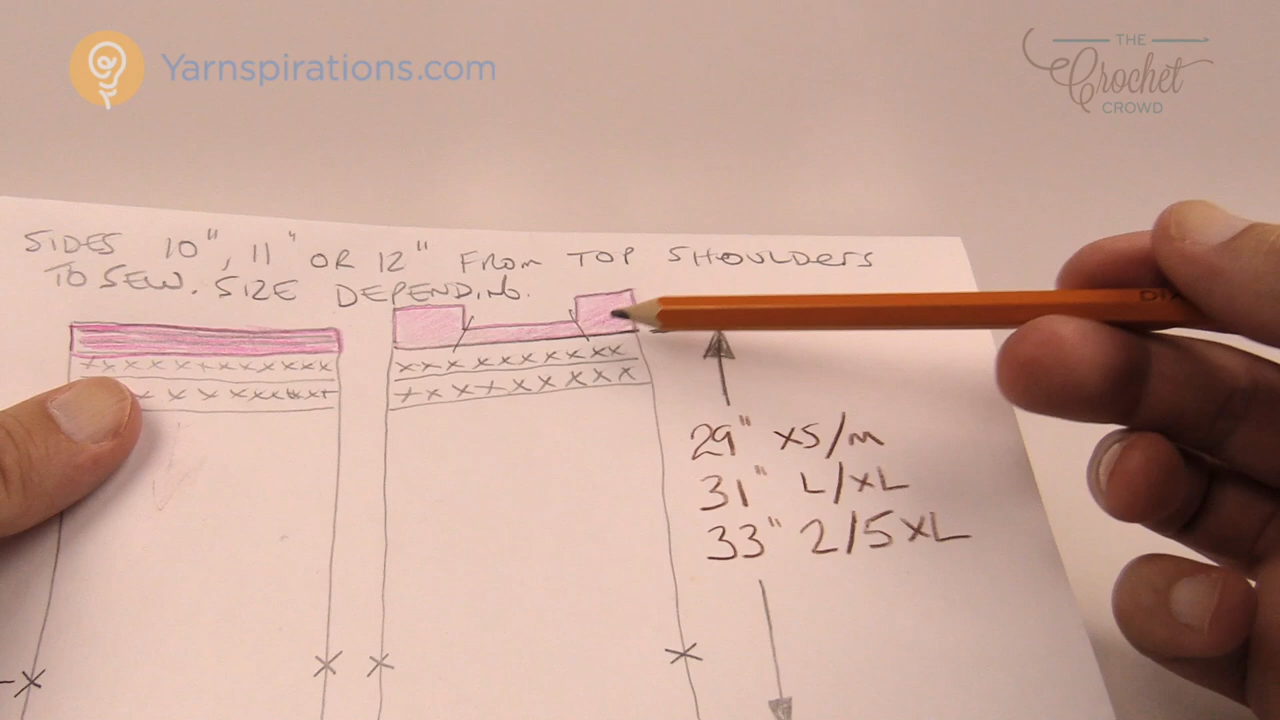 Yarnspirations.com
THE
Crochet
CROWD
SIDES 10", 11" OR 12" FROM TOP SHOULDERS
TO SEW. SIZE DEPENDING.
29" XS/M
31" L/XL
33" 2/5XL